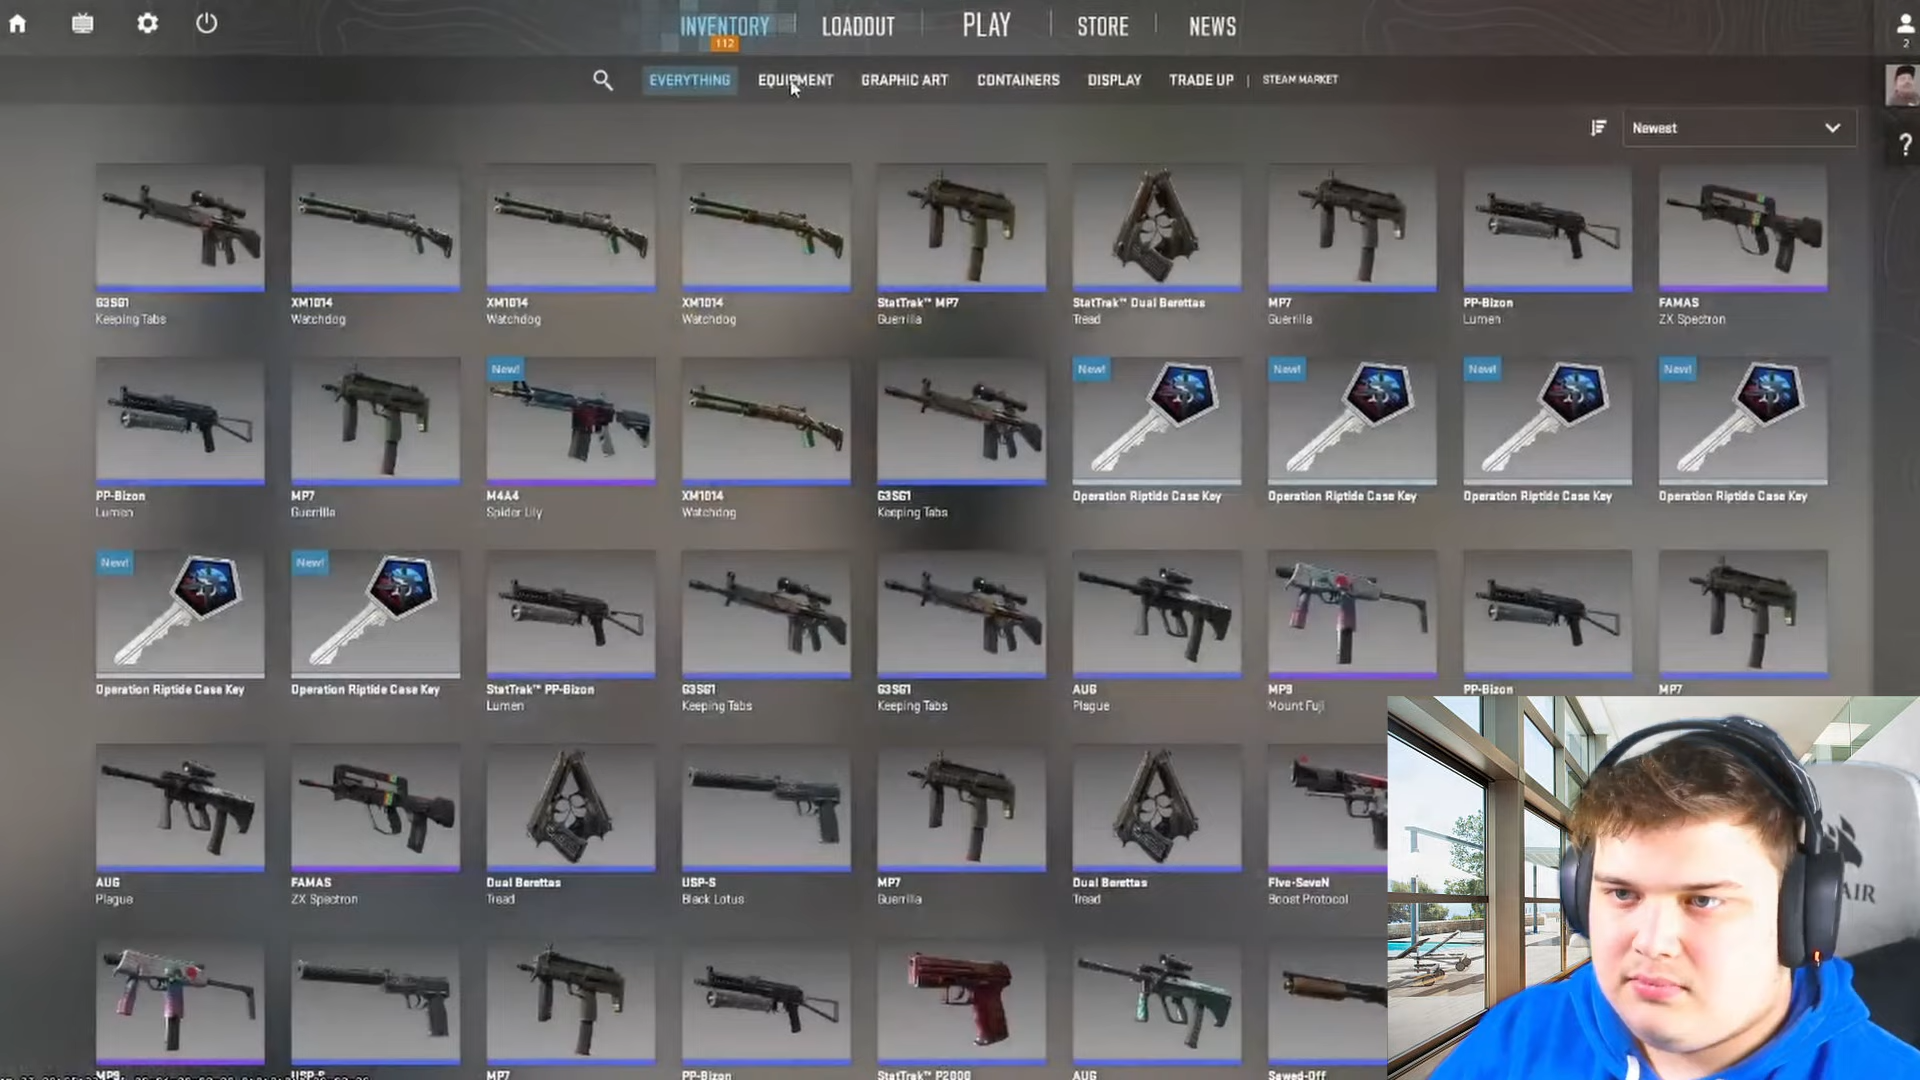 INVENTORY
LOADOUT
PLAY
STORE
NEWS
112
2
EVERYTHING
EQUIPMENT
GRAPHIC ART
CONTAINERS
DISPLAY
TRADE UP
STEAM MARKET
Newest
?
G3SG1
Keeping Tabs
XM1014
Watchdog
XM1014
Watchdog
XM1014
Watchdog
StatTrak™ MP7
Guerrilla
StatTrak™ Dual Berettas
Tread
MP7
Guerrilla
PP-Bizon
Lumen
FAMAS
ZX Spectron
PP-Bizon
Lumen
MP7
Guerrilla
New!
M4A4
Spider Lily
XM1014
Watchdog
G3SG1
Keeping Tabs
New!
Operation Riptide Case Key
New!
Operation Riptide Case Key
New!
Operation Riptide Case Key
New!
Operation Riptide Case Key
New!
Operation Riptide Case Key
New!
Operation Riptide Case Key
StatTrak™ PP-Bizon
Lumen
G3SG1
Keeping Tabs
G3SG1
Keeping Tabs
AUG
Plague
MP9
Mount Fuji
PP-Bizon
MP7
AUG
Plague
FAMAS
ZX Spectron
Dual Berettas
Tread
USP-S
Black Lotus
MP7
Guerrilla
Dual Berettas
Tread
Five-SeveN
Boost Protocol
AIR
MP9
USP-S
MP7
PP-Bizon
StatTrak™ P2000
AUG
Sawed-Off